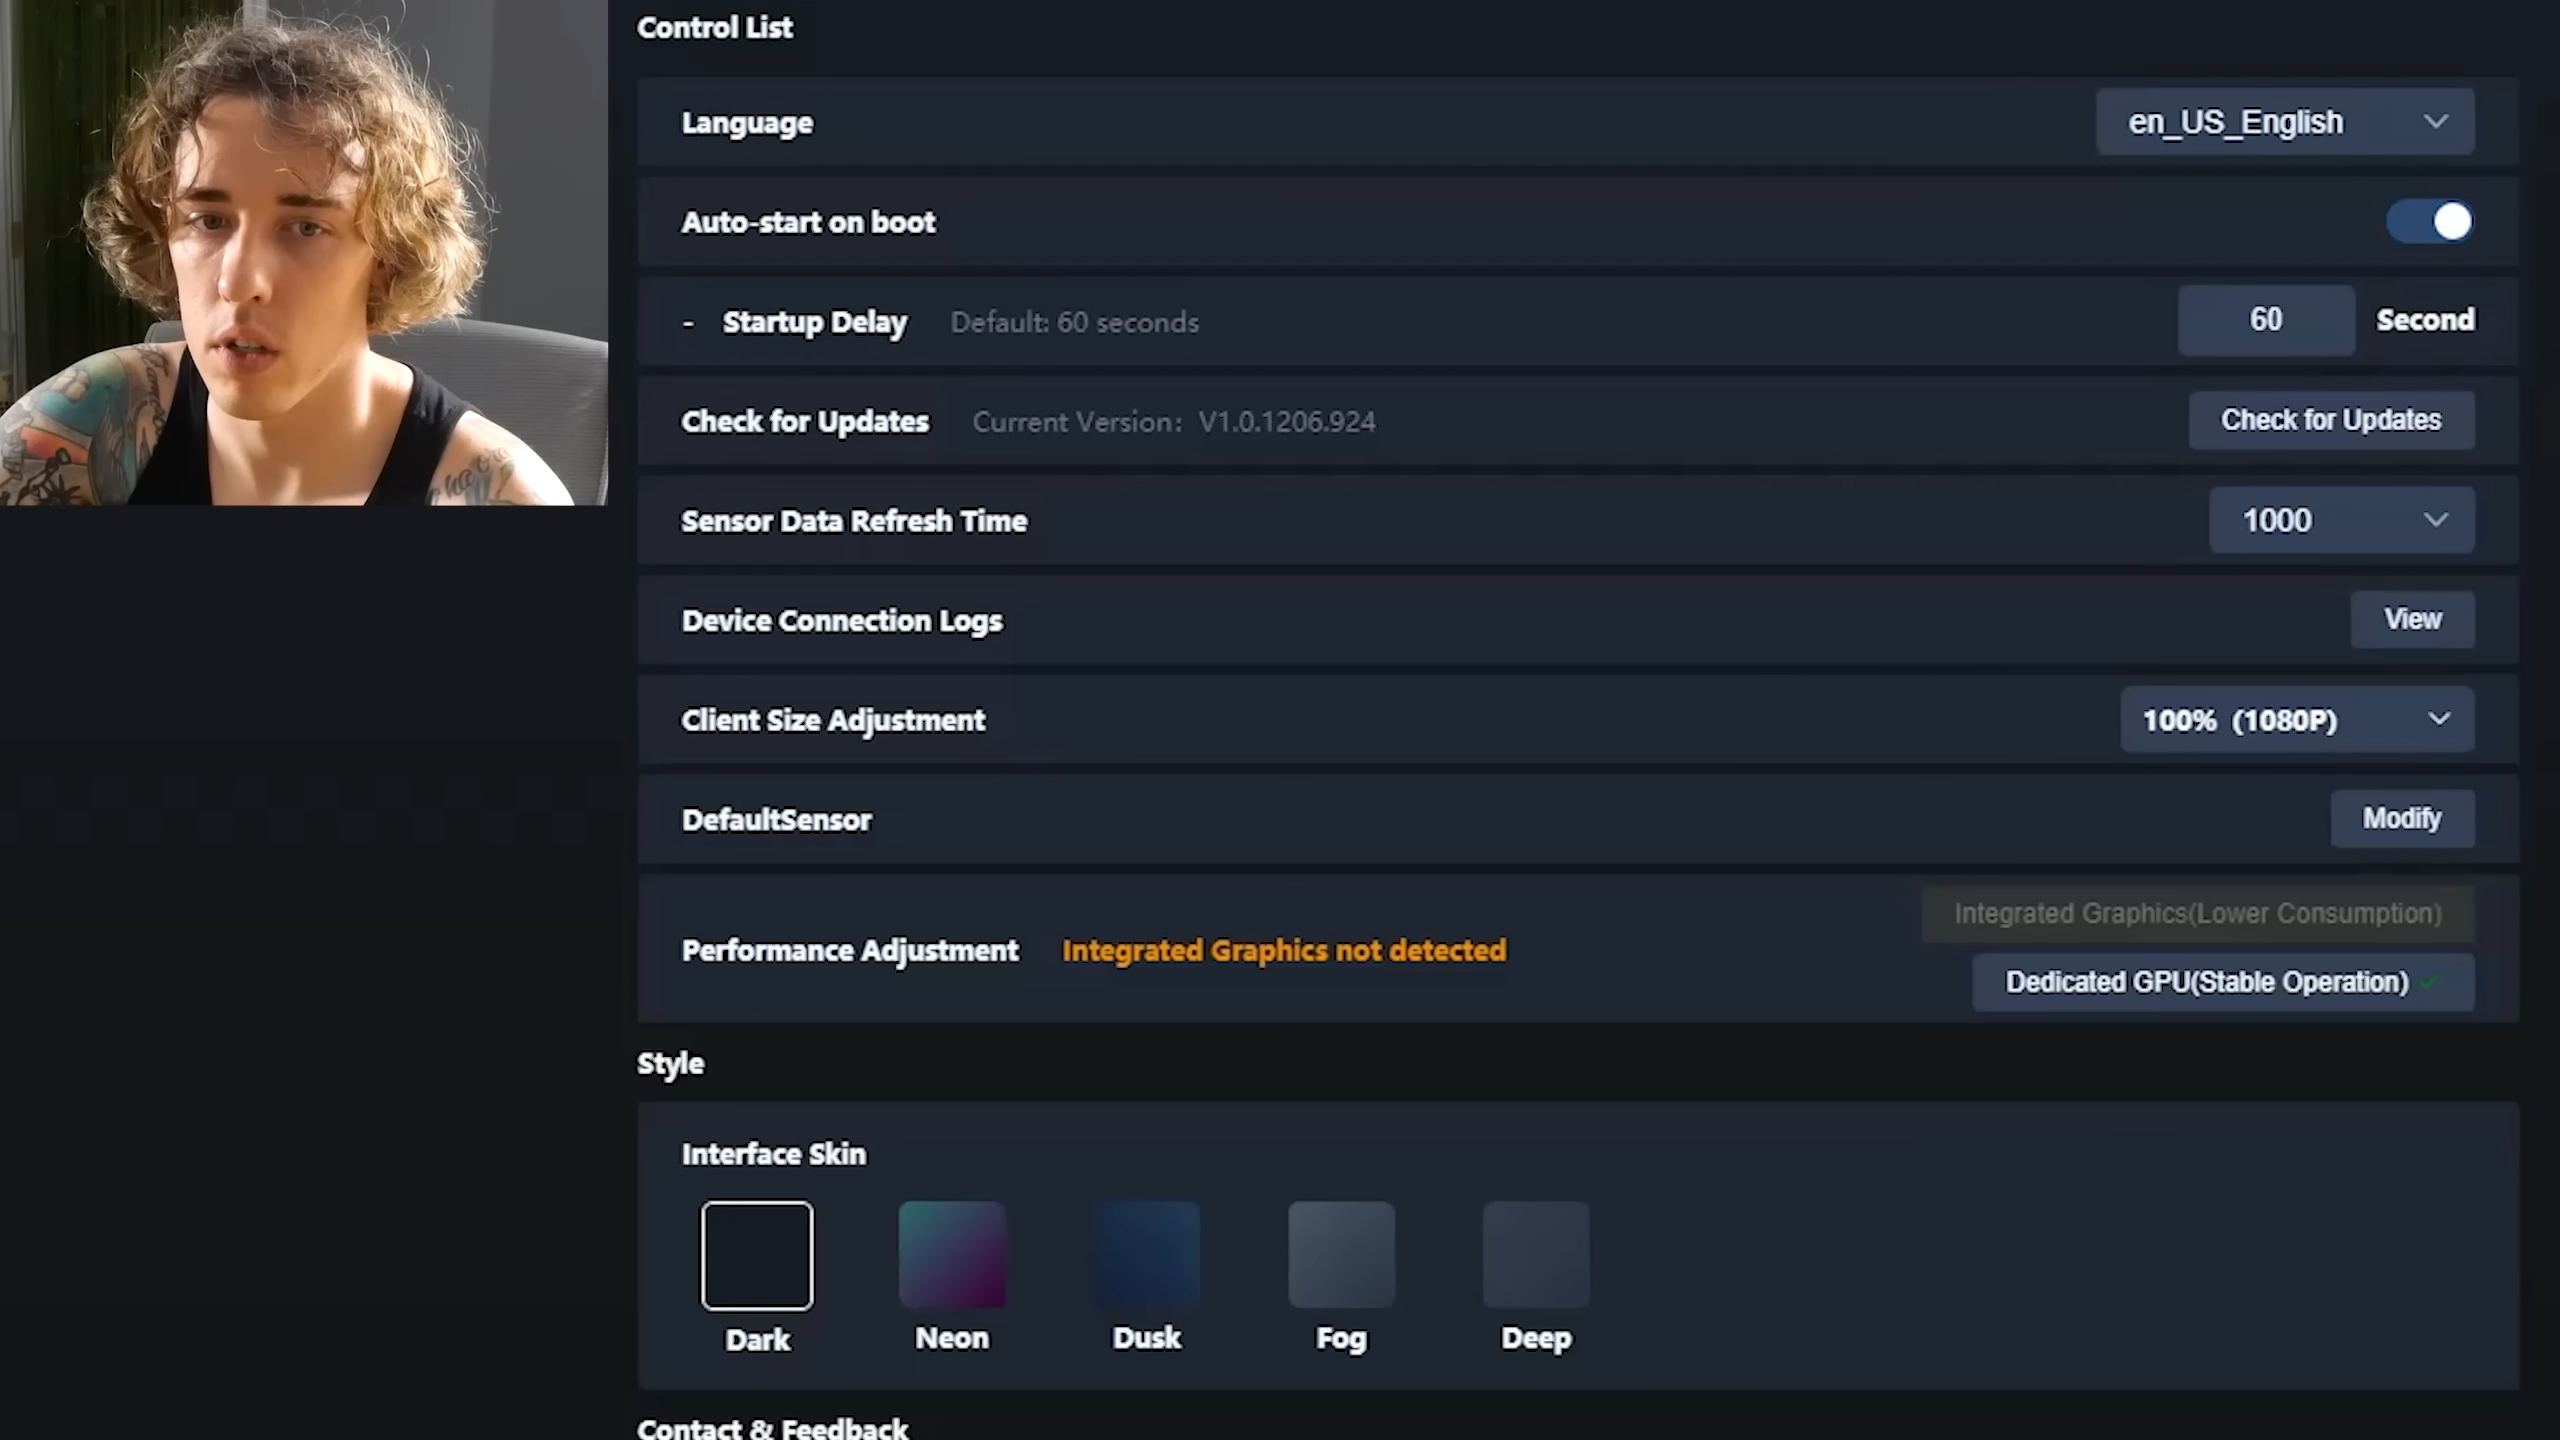 Control List
Language
en_US_English
Auto-start on boot
- Startup Delay Default: 60 seconds
60 Second
Check for Updates Current Version: V1.0.1206.924
Check for Updates
Sensor Data Refresh Time
1000
Device Connection Logs
View
Client Size Adjustment
100% (1080P)
DefaultSensor
Modify
Performance Adjustment Integrated Graphics not detected
Integrated Graphics(Lower Consumption)
Dedicated GPU(Stable Operation)
Style
Interface Skin
Dark
Neon
Dusk
Fog
Deep
Contact & Feedback